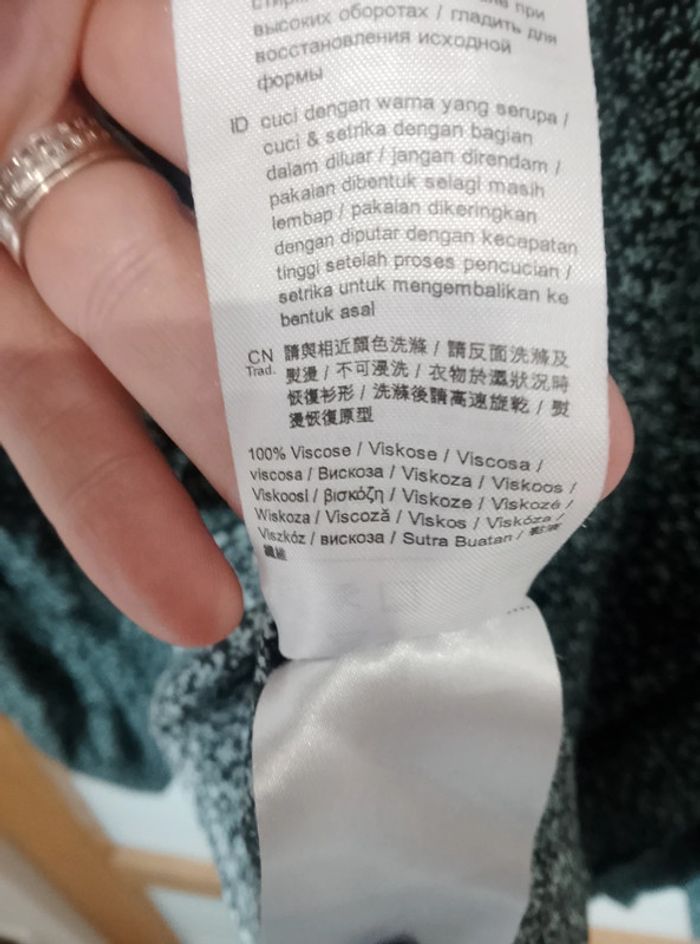 при
высоких оборотах / гладить для
восстановления исходной
формы
ID cuci dengan warna yang serupa /
cuci & setrika dengan bagian
dalam diluar / jangan direndam /
pakaian dibentuk selagi masih
lembap / pakaian dikeringkan
dengan diputar dengan kecepatan
tinggi setelah proses pencucian /
setrika untuk mengembalikan ke
bentuk asal
CN 請與相近顏色洗滌 / 請反面洗滌及
Trad. 熨燙 / 不可浸洗 / 衣物於濕狀況時
恢復衫形 / 洗滌後請高速旋乾 / 熨
燙恢復原型
100% Viscose / Viskose / Viscosa /
viscosa / Вискоза / Viskoza / Viskoos /
Viskoosi / βισκόζη / Viskoze / Viskozė /
Wiskoza / Viscoză / Viskos / Viskóza /
Viszkóz / вискоза / Sutra Buatan / 黏液
纖維